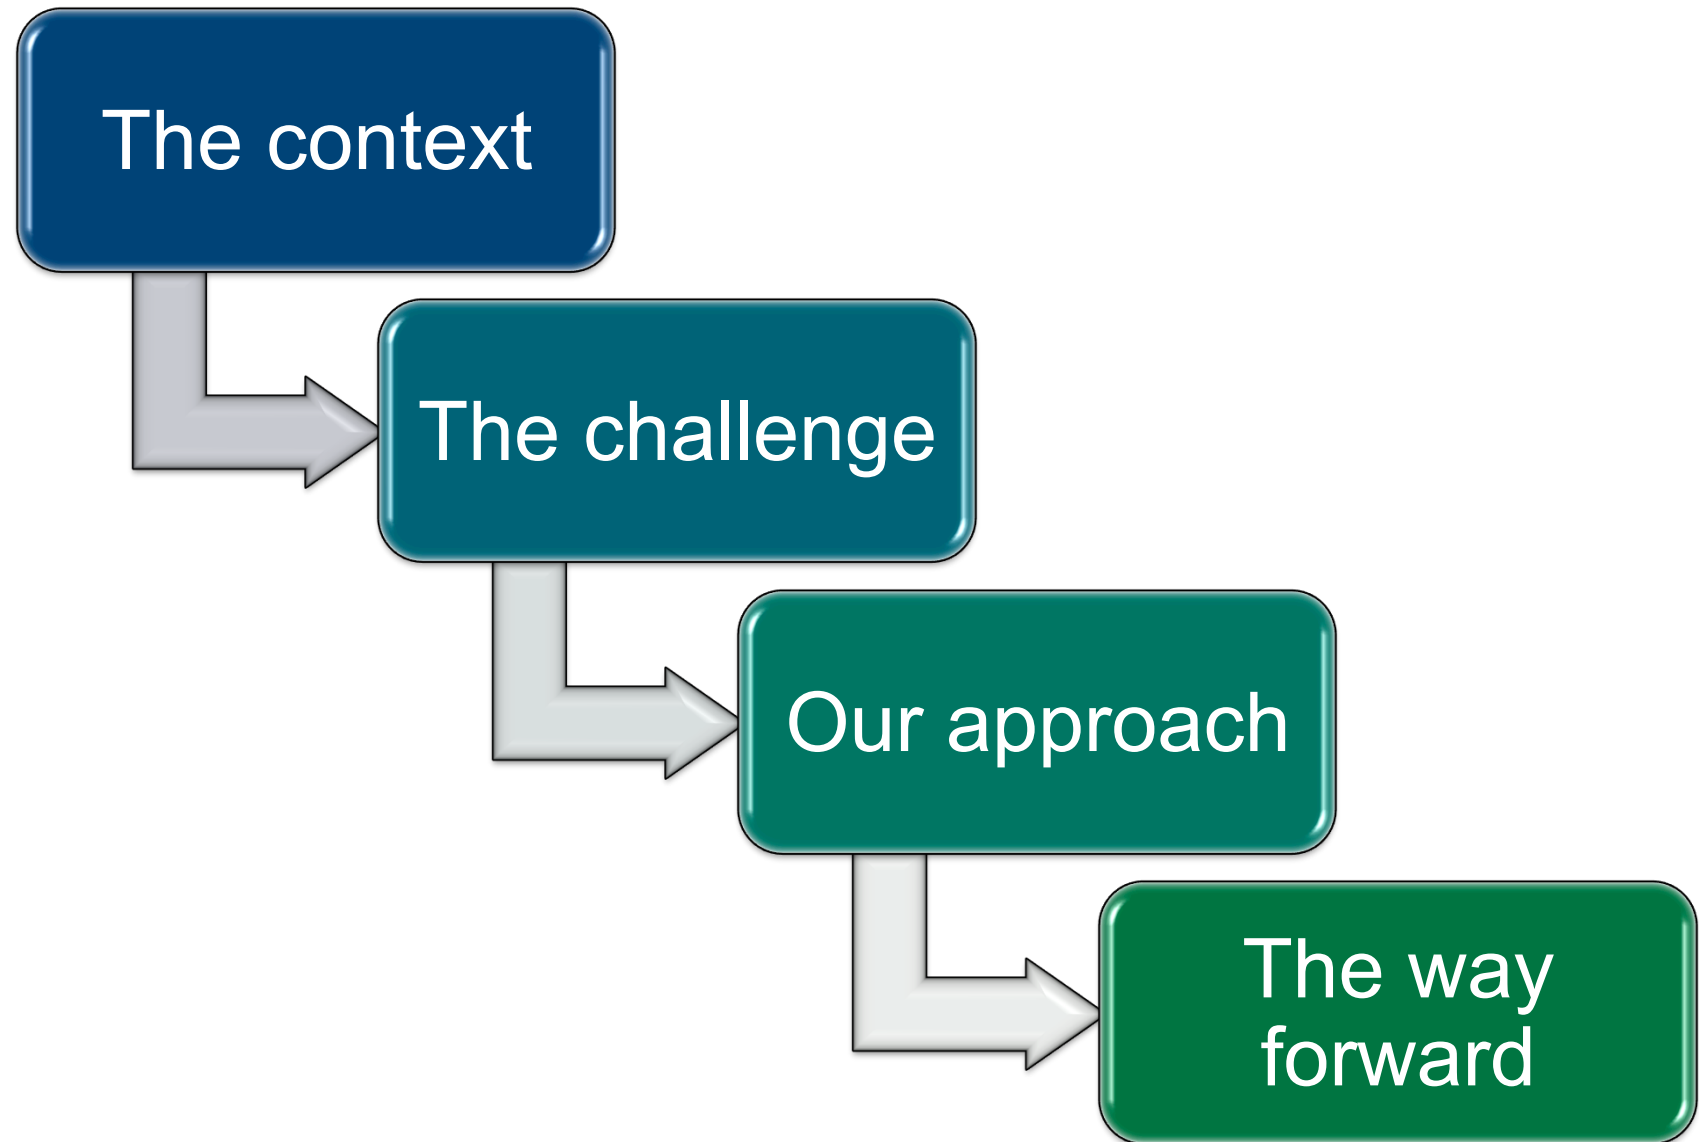 The context
The challenge
Our approach
The way
forward